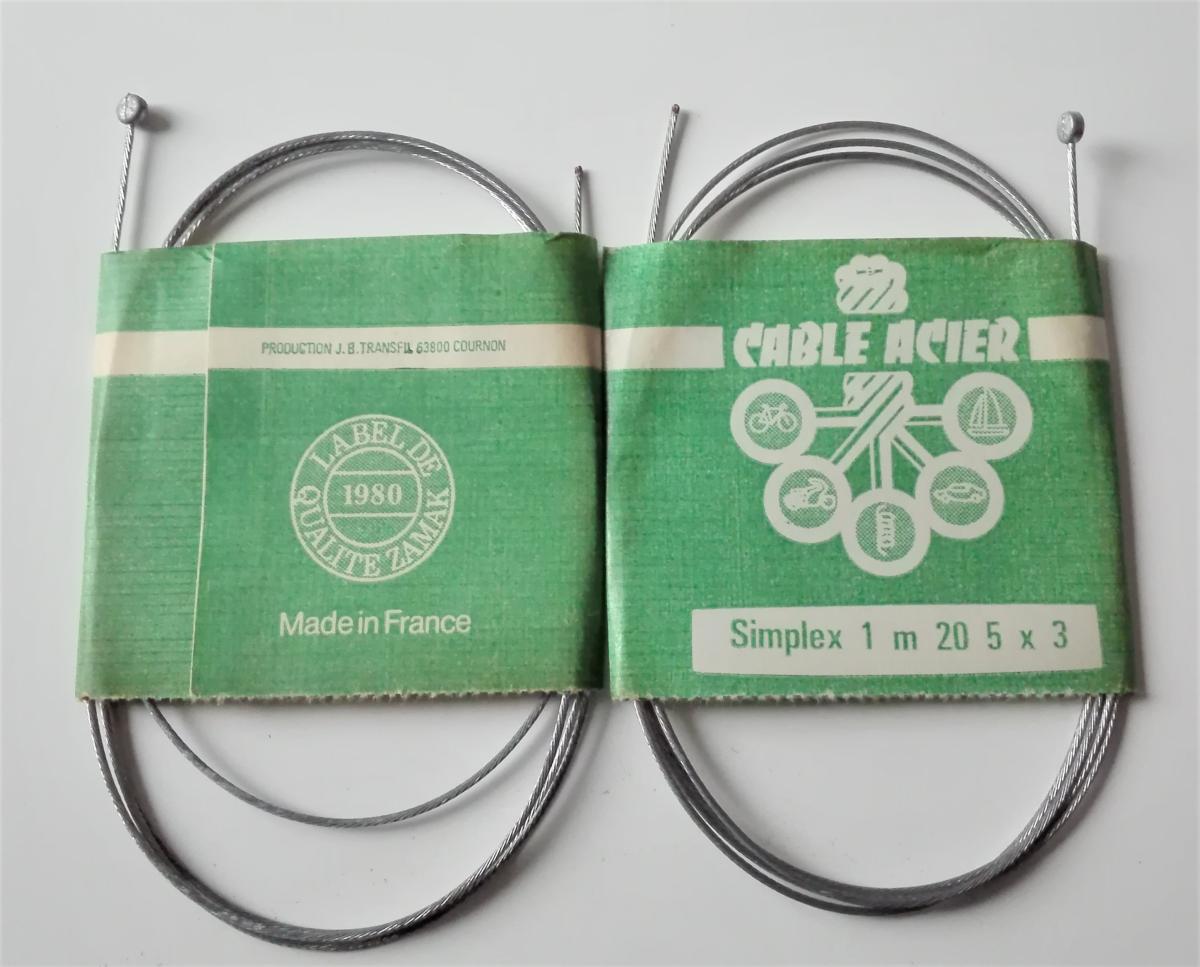 PRODUCTION J.B.TRANSFIL 63800 COURNON
LABEL DE
1980
QUALITE ZAMAK
Made in France
CABLE ACIER
Simplex 1 m 20 5 x 3